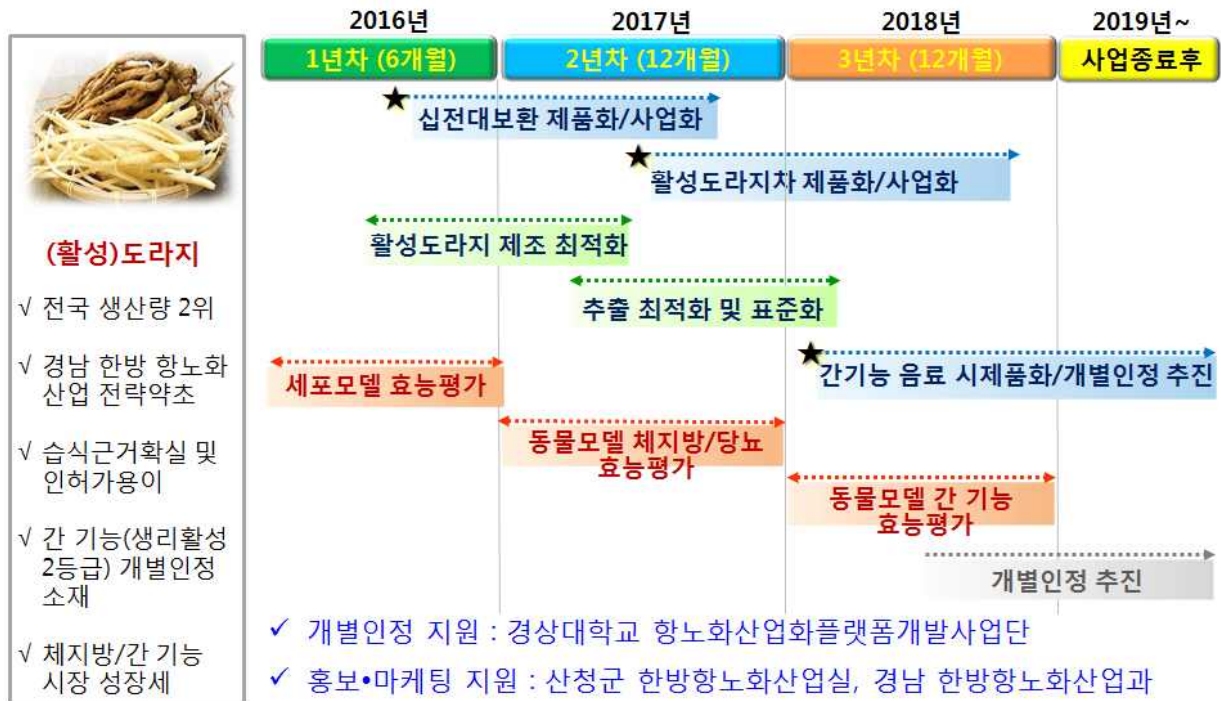 2016년
2017년
2018년
2019년~
1년차 (6개월)
2년차 (12개월)
3년차 (12개월)
사업종료후
(활성)도라지
√ 전국 생산량 2위
√ 경남 한방 항노화
산업 전략약초
√ 습식근거확실 및
인허가용이
√ 간 기능(생리활성
2등급) 개별인정
소재
√ 체지방/간 기능
시장 성장세
★
십전대보환 제품화/사업화
★
활성도라지차 제품화/사업화
활성도라지 제조 최적화
추출 최적화 및 표준화
★
간기능 음료 시제품화/개별인정 추진
세포모델 효능평가
동물모델 체지방/당뇨
효능평가
동물모델 간 기능
효능평가
개별인정 추진
✓ 개별인정 지원 : 경상대학교 항노화산업화플랫폼개발사업단
✓ 홍보•마케팅 지원 : 산청군 한방항노화산업실, 경남 한방항노화산업과